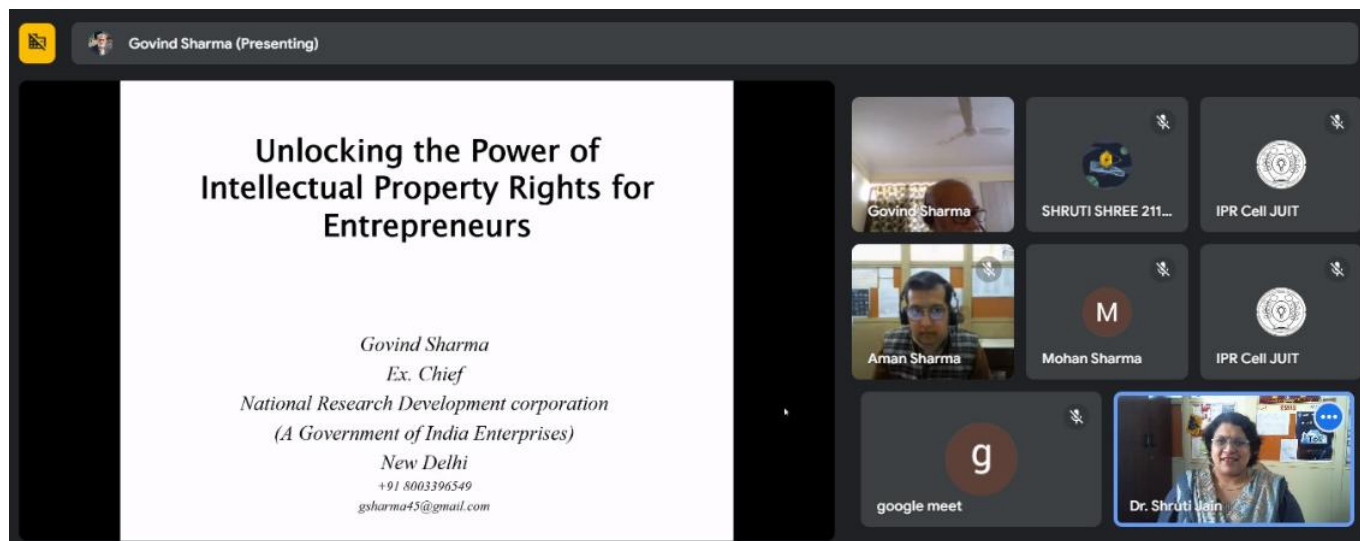 Govind Sharma (Presenting)
Unlocking the Power of
Intellectual Property Rights for
Entrepreneurs
Govind Sharma
Ex. Chief
National Research Development corporation
(A Government of India Enterprises)
New Delhi
+91 8003396549
gsharma45@gmail.com
Govind Sharma
SHRUTI SHREE 211...
IPR Cell JUIT
Aman Sharma
M
Mohan Sharma
IPR Cell JUIT
g
google meet
Dr. Shruti Jain